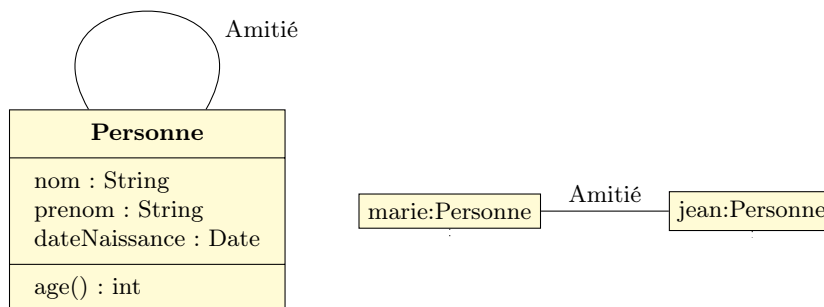 Amitié
Personne
nom : String
prenom : String
dateNaissance : Date
age() : int
marie:Personne
Amitié
jean:Personne